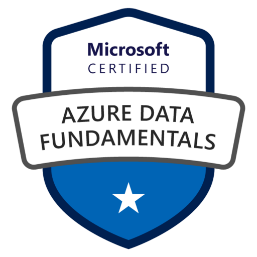 Microsoft
CERTIFIED
AZURE DATA
FUNDAMENTALS